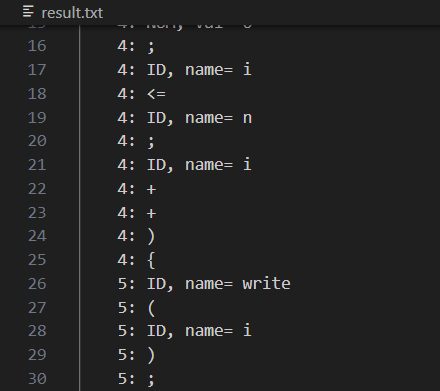 result.txt
16 4: ;
17 4: ID, name= i
18 4: <=
19 4: ID, name= n
20 4: ;
21 4: ID, name= i
22 4: +
23 4: +
24 4: )
25 4: {
26 5: ID, name= write
27 5: (
28 5: ID, name= i
29 5: )
30 5: ;